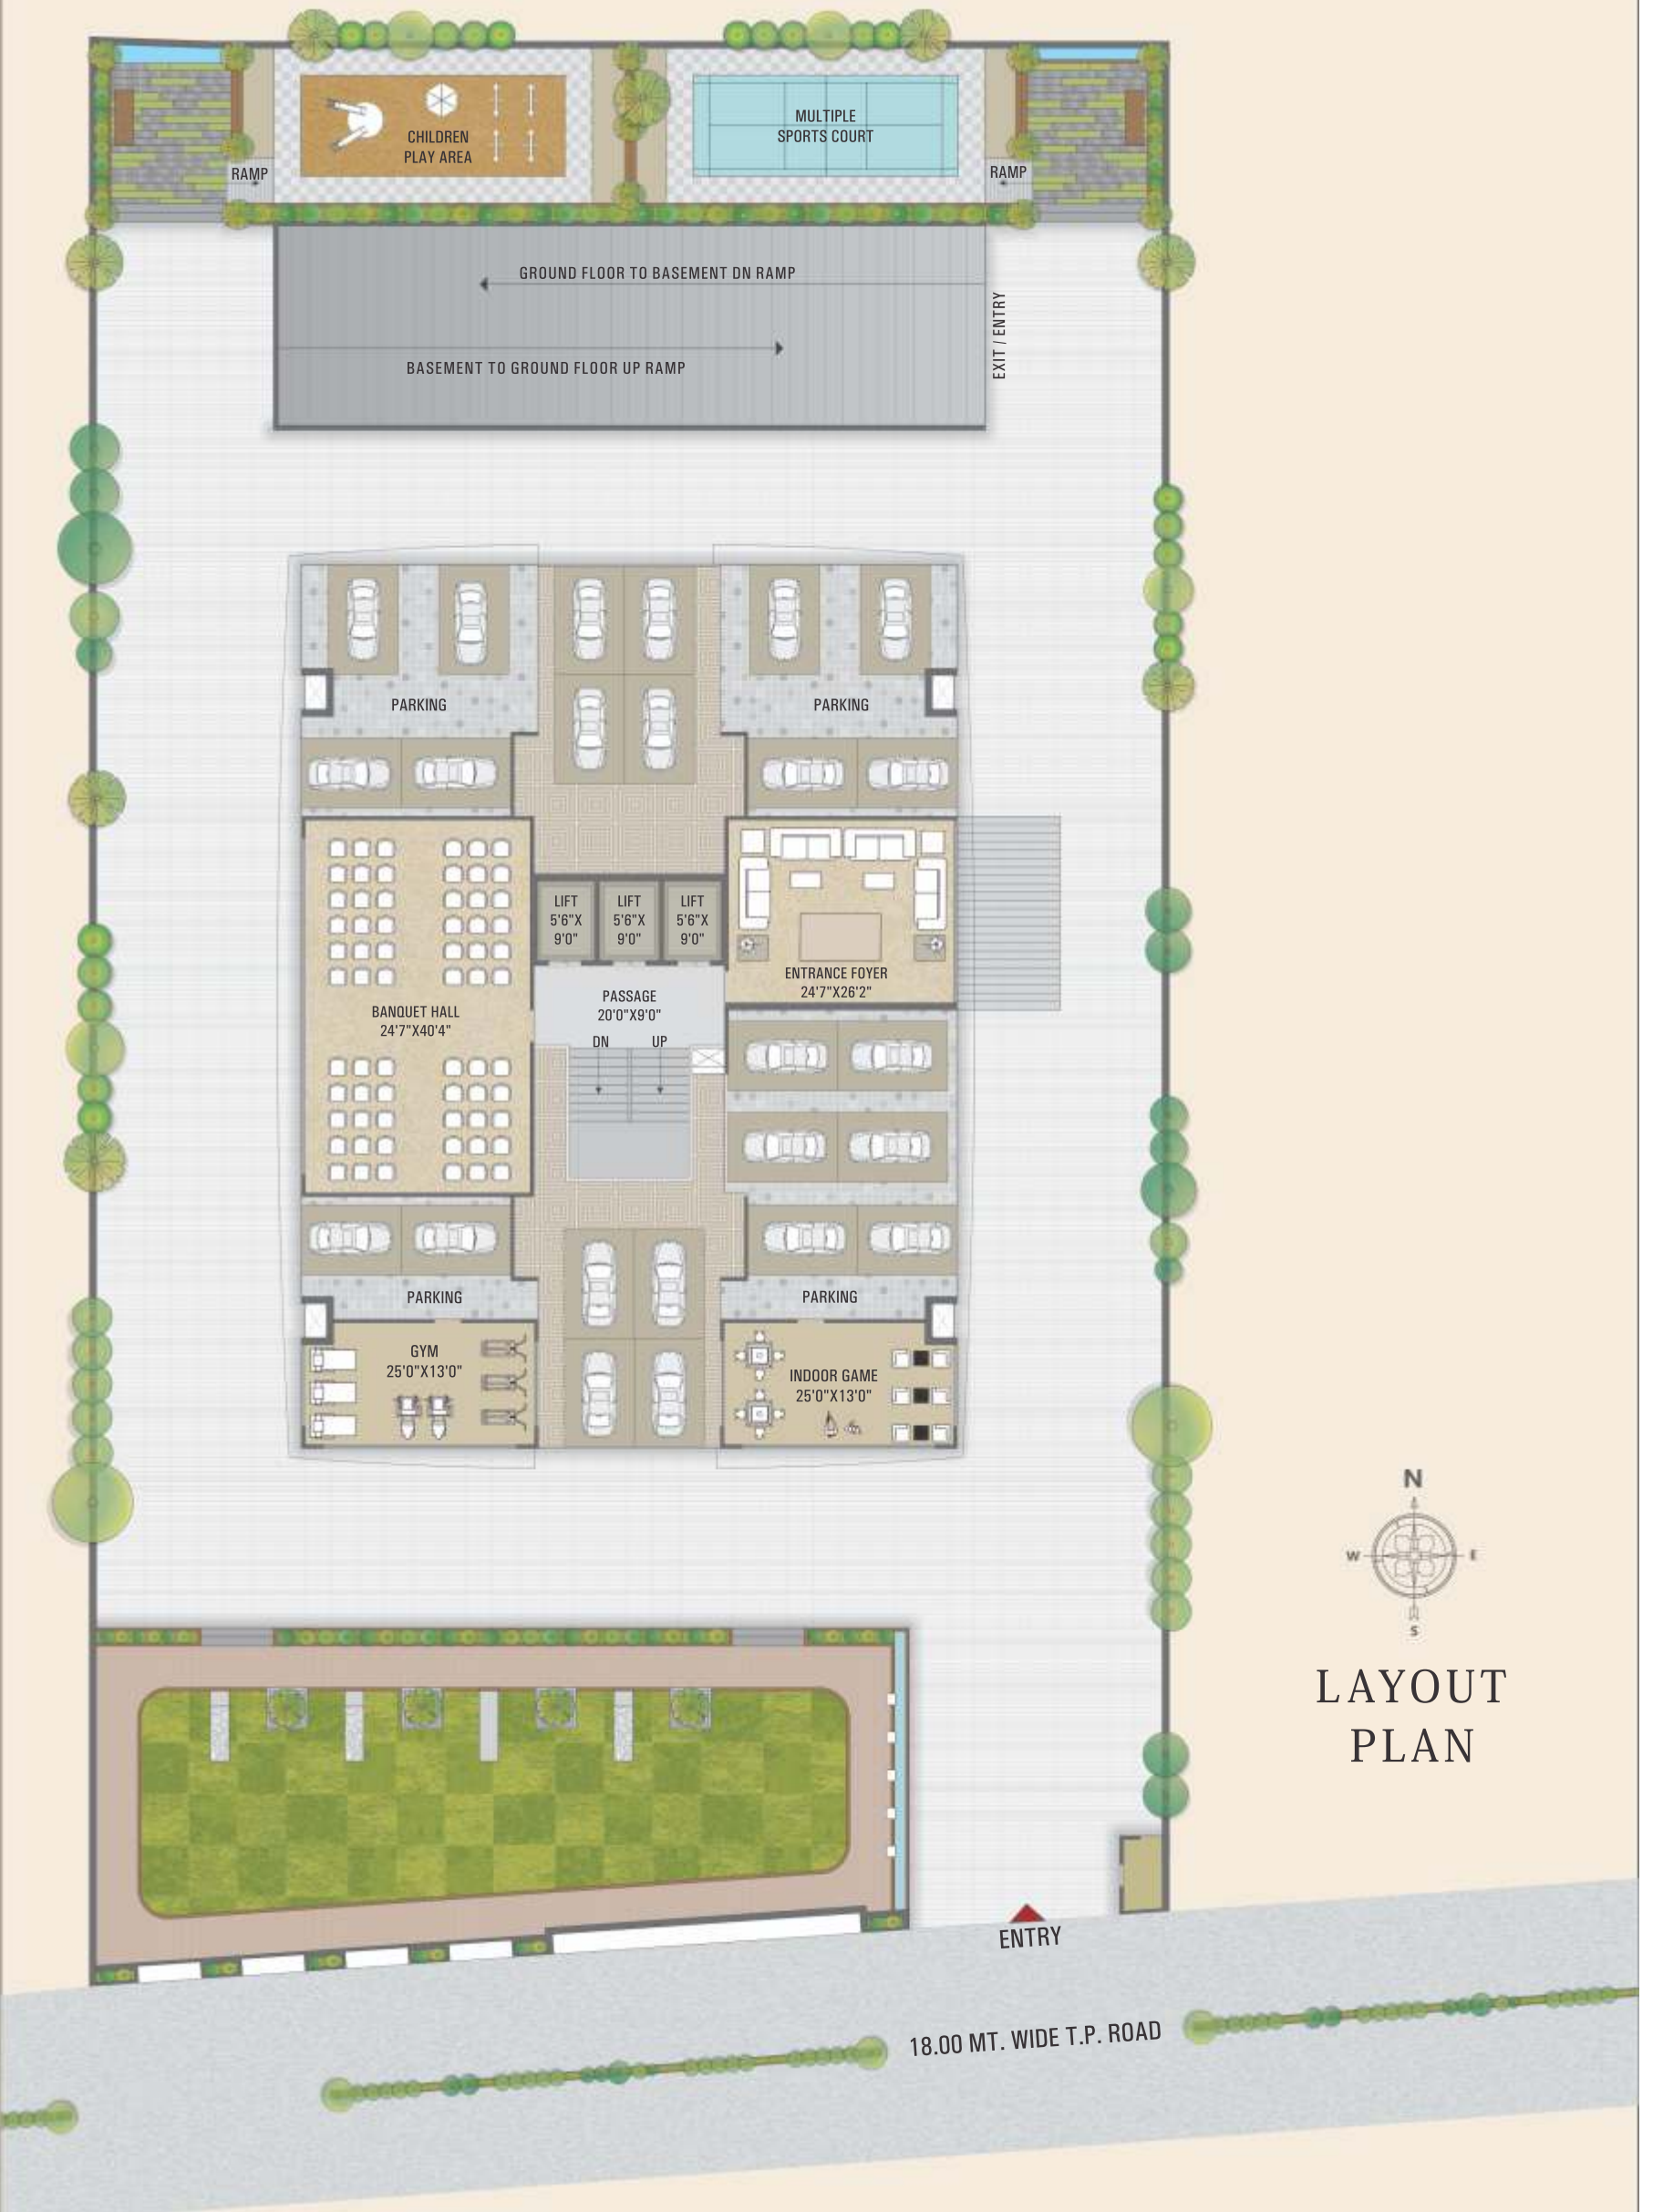 CHILDREN
PLAY AREA
MULTIPLE
SPORTS COURT
RAMP
RAMP
GROUND FLOOR TO BASEMENT DN RAMP
BASEMENT TO GROUND FLOOR UP RAMP
EXIT / ENTRY
PARKING
PARKING
LIFT
5'6"X
9'0"
LIFT
5'6"X
9'0"
LIFT
5'6"X
9'0"
ENTRANCE FOYER
24'7"X26'2"
BANQUET HALL
24'7"X40'4"
PASSAGE
20'0"X9'0"
DN
UP
PARKING
PARKING
GYM
25'0"X13'0"
INDOOR GAME
25'0"X13'0"
N
W
E
S
LAYOUT
PLAN
ENTRY
18.00 MT. WIDE T.P. ROAD